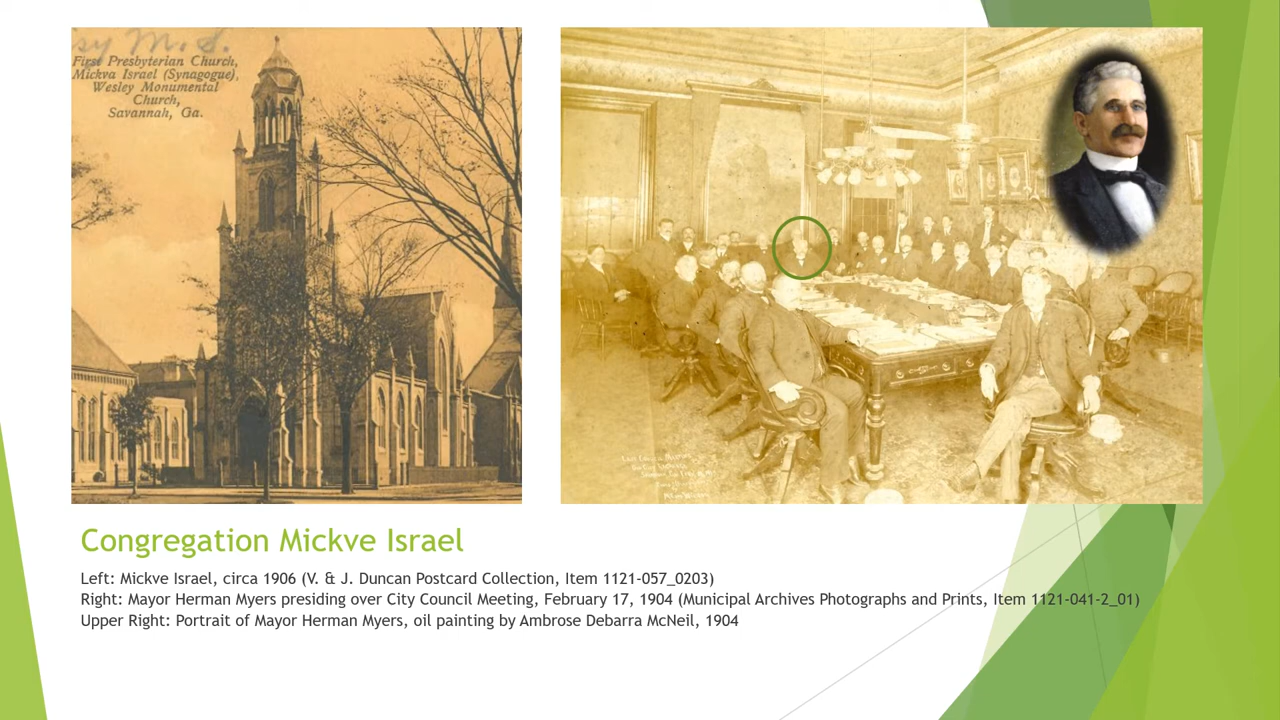 First Presbyterian Church,
Mickva Israel (Synagogue),
Wesley Monumental
Church,
Savannah, Ga.
Congregation Mickve Israel
Left: Mickve Israel, circa 1906 (V. & J. Duncan Postcard Collection, Item 1121-057_0203)
Right: Mayor Herman Myers presiding over City Council Meeting, February 17, 1904 (Municipal Archives Photographs and Prints, Item 1121-041-2_01)
Upper Right: Portrait of Mayor Herman Myers, oil painting by Ambrose Debarra McNeil, 1904